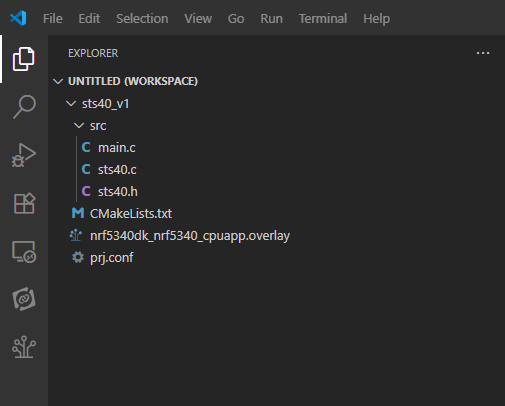 File Edit Selection View Go Run Terminal Help
EXPLORER ...
UNTITLED (WORKSPACE)
sts40_v1
src
C main.c
C sts40.c
C sts40.h
M CMakeLists.txt
nrf5340dk_nrf5340_cpuapp.overlay
prj.conf